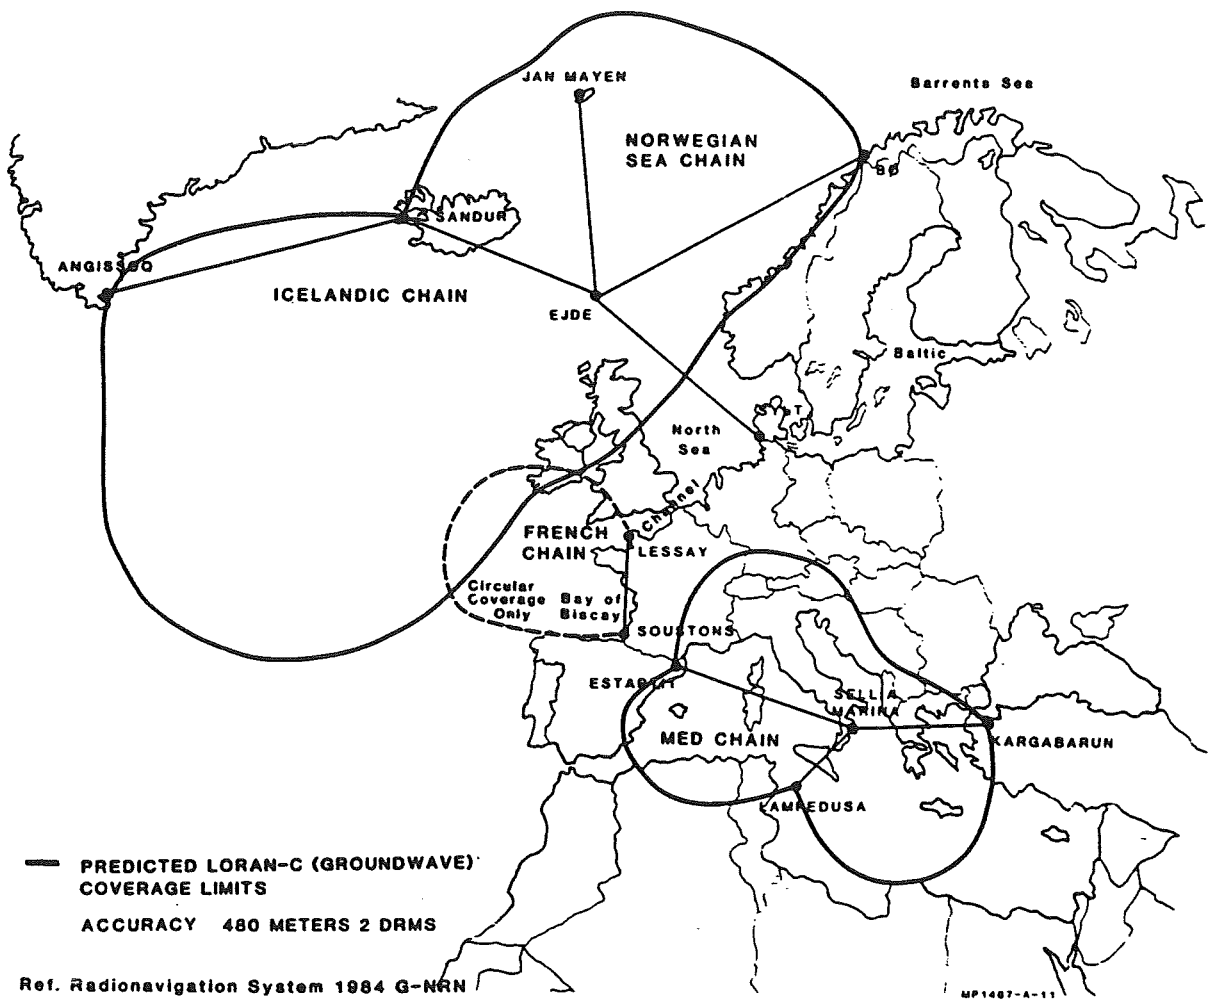 JAN MAYEN
Barrents Sea
NORWEGIAN
SEA CHAIN
BØ
SANDUR
ANGISSOQ
ICELANDIC CHAIN
EJDE
Baltic
SYLT
North
Sea
Channel
FRENCH
CHAIN
LESSAY
Circular
Coverage
Only
Bay of
Biscay
SOUSTONS
ESTARTIT
SELLIA
MARINA
MED CHAIN
KARGABARUN
LAMPEDUSA
PREDICTED LORAN-C (GROUNDWAVE)
COVERAGE LIMITS
ACCURACY 480 METERS 2 DRMS
Ref. Radionavigation System 1984 G-NRN
MP1467-A-11